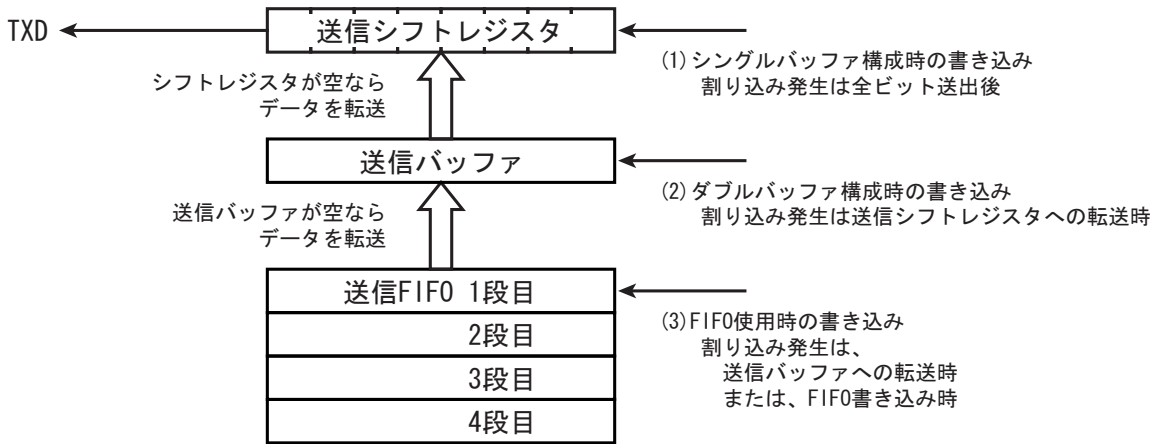 TXD
送信シフトレジスタ
(1)シングルバッファ構成時の書き込み
割り込み発生は全ビット送出後
シフトレジスタが空なら
データを転送
送信バッファ
(2)ダブルバッファ構成時の書き込み
割り込み発生は送信シフトレジスタへの転送時
送信バッファが空なら
データを転送
送信FIFO 1段目
2段目
3段目
4段目
(3)FIFO使用時の書き込み
割り込み発生は、
送信バッファへの転送時
または、FIFO書き込み時